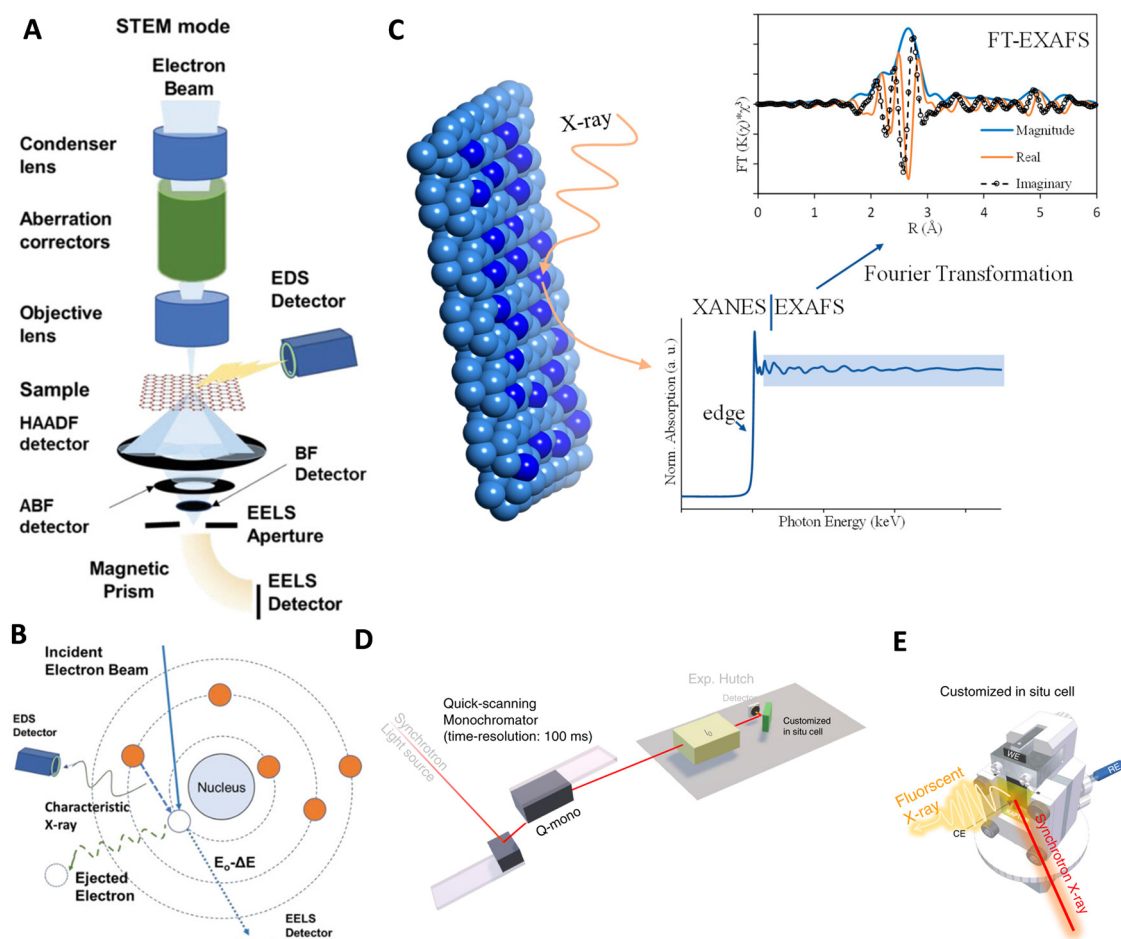 A
STEM mode
Electron
Beam
Condenser
lens
Aberration
correctors
Objective
lens
EDS
Detector
Sample
HAADF
detector
BF
Detector
ABF
detector
EELS
Aperture
Magnetic
Prism
EELS
Detector
B
Incident
Electron Beam
EDS
Detector
Nucleus
Characteristic
X-ray
Eₒ-ΔE
Ejected
Electron
EELS
Detector
C
X-ray
FT-EXAFS
FT (K(χ)*χ³)
Magnitude
Real
Imaginary
0 1 2 3 4 5 6
R (Å)
Fourier Transformation
XANES EXAFS
Norm. Absorption (a. u.)
edge
Photon Energy (keV)
D
Synchrotron
Light source
Quick-scanning
Monochromator
(time-resolution: 100 ms)
Q-mono
Exp. Hutch
Detector
I₀
Customized
in situ cell
E
Customized in situ cell
WE
RE
Fluorscent
X-ray
CE
Synchrotron X-ray